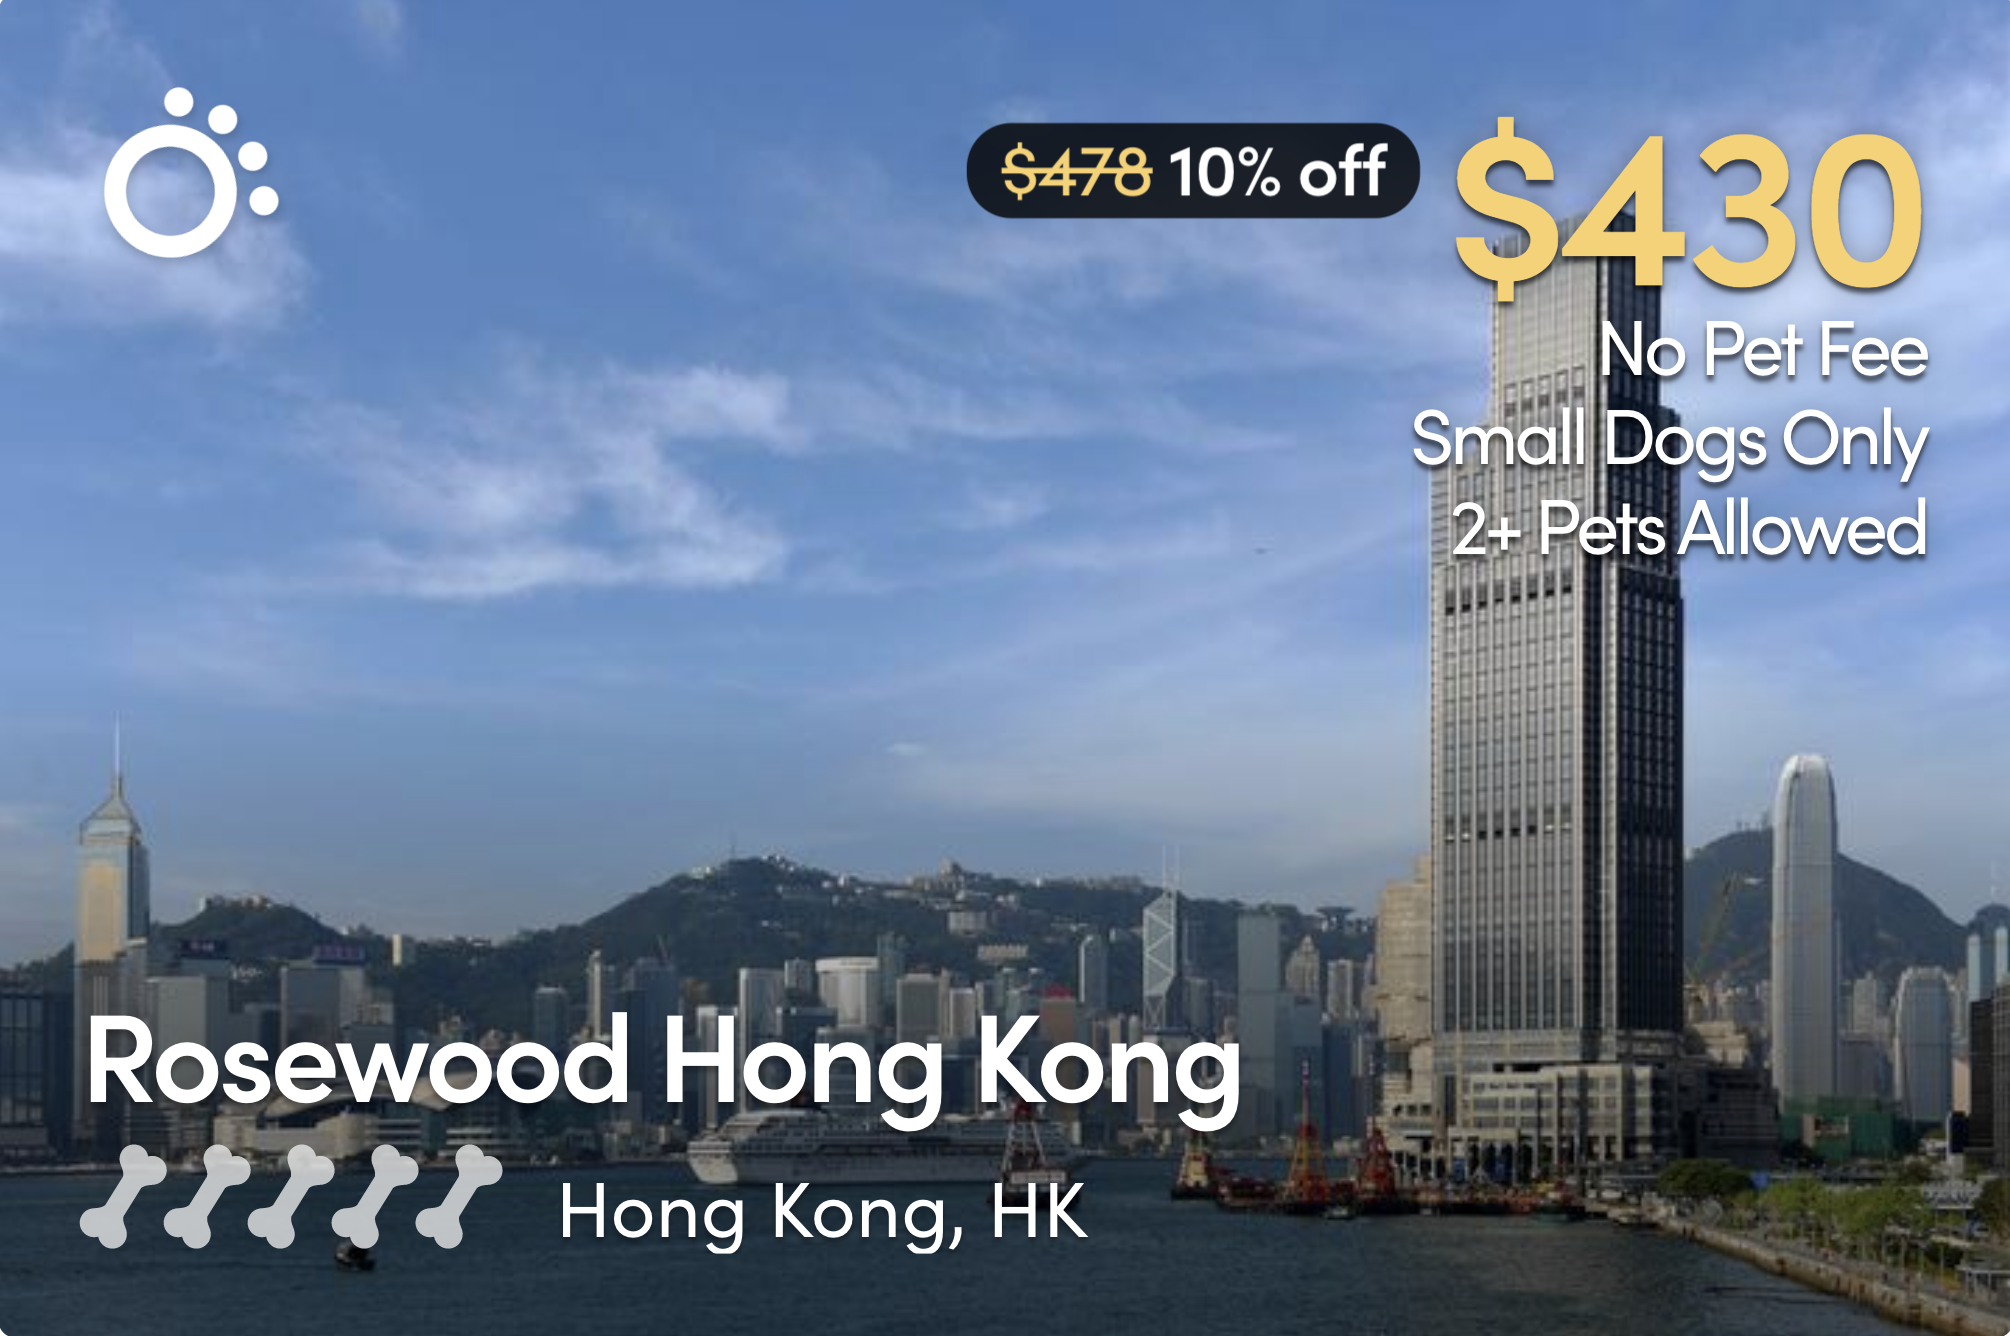 $478 10% off
$430
No Pet Fee
Small Dogs Only
2+ Pets Allowed
Rosewood Hong Kong
Hong Kong, HK